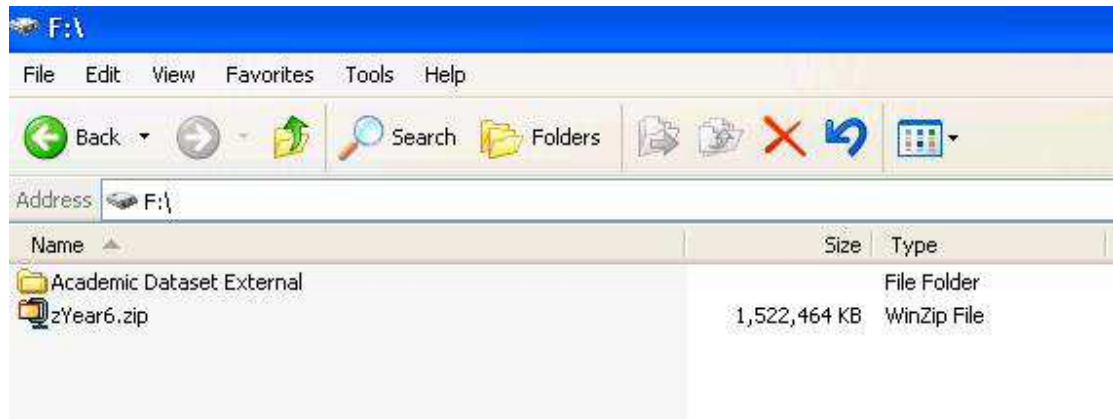 F:\
File Edit View Favorites Tools Help
Back Search Folders
Address F:\
Name Size Type
Academic Dataset External File Folder
zYear6.zip 1,522,464 KB WinZip File